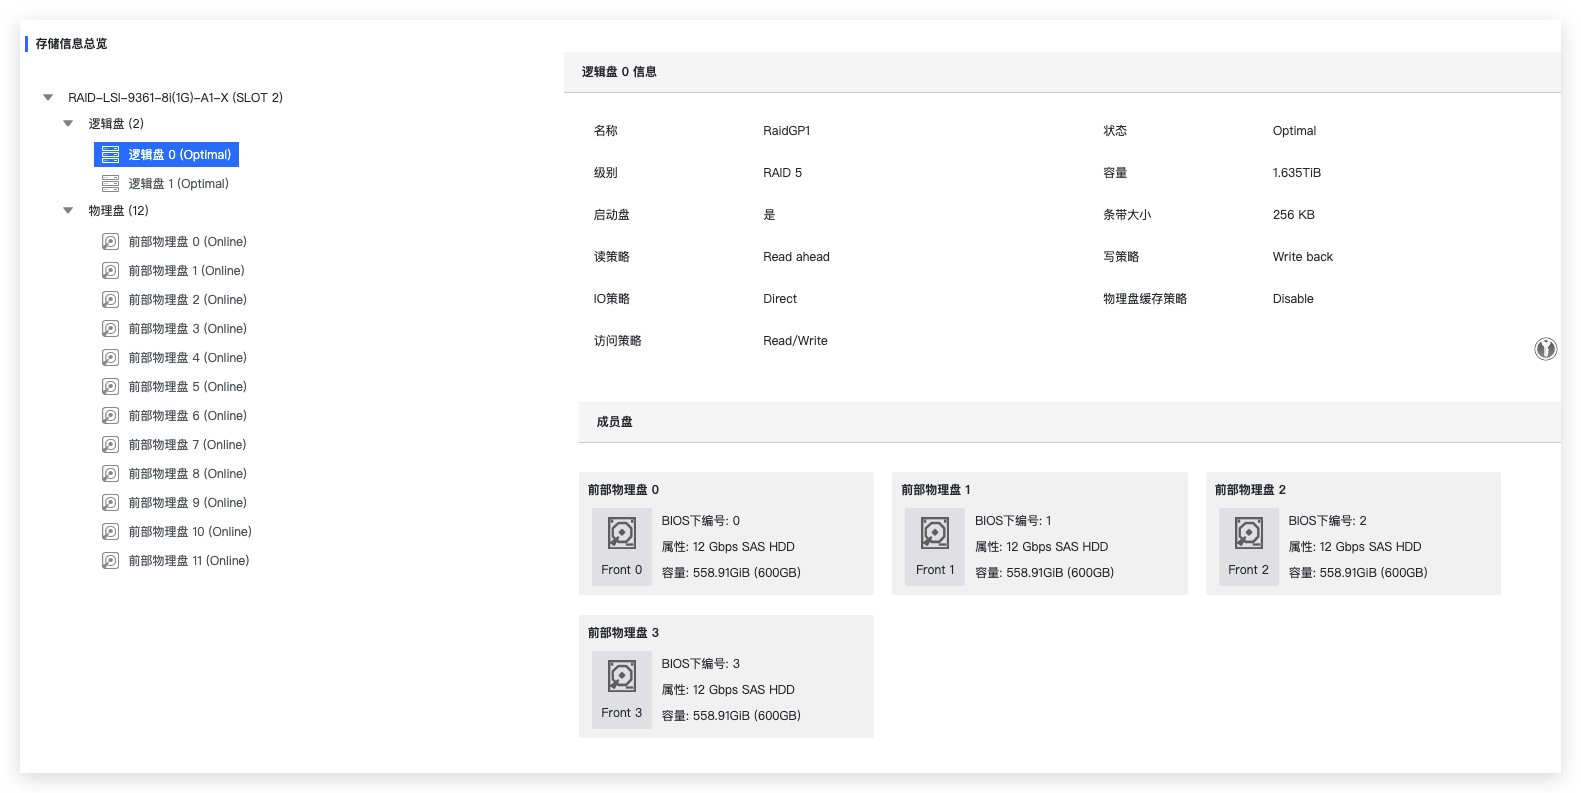 存储信息总览
RAID-LSI-9361-8i(1G)-A1-X (SLOT 2)
逻辑盘 (2)
逻辑盘 0 (Optimal)
逻辑盘 1 (Optimal)
物理盘 (12)
前部物理盘 0 (Online)
前部物理盘 1 (Online)
前部物理盘 2 (Online)
前部物理盘 3 (Online)
前部物理盘 4 (Online)
前部物理盘 5 (Online)
前部物理盘 6 (Online)
前部物理盘 7 (Online)
前部物理盘 8 (Online)
前部物理盘 9 (Online)
前部物理盘 10 (Online)
前部物理盘 11 (Online)
逻辑盘 0 信息
名称 RaidGP1 状态 Optimal
级别 RAID 5 容量 1.635TiB
启动盘 是 条带大小 256 KB
读策略 Read ahead 写策略 Write back
IO策略 Direct 物理盘缓存策略 Disable
访问策略 Read/Write
成员盘
前部物理盘 0
BIOS下编号: 0
属性: 12 Gbps SAS HDD
容量: 558.91GiB (600GB)
Front 0
前部物理盘 1
BIOS下编号: 1
属性: 12 Gbps SAS HDD
容量: 558.91GiB (600GB)
Front 1
前部物理盘 2
BIOS下编号: 2
属性: 12 Gbps SAS HDD
容量: 558.91GiB (600GB)
Front 2
前部物理盘 3
BIOS下编号: 3
属性: 12 Gbps SAS HDD
容量: 558.91GiB (600GB)
Front 3